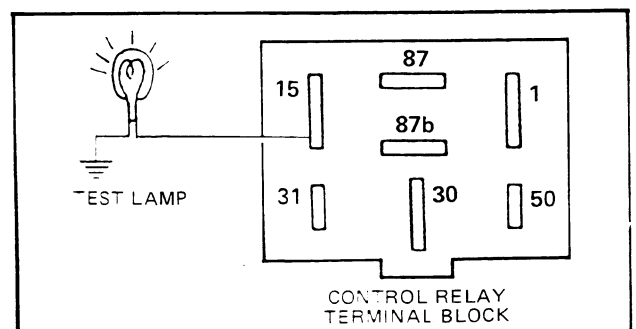 87
15
1
87b
TEST LAMP
31
30
50
CONTROL RELAY
TERMINAL BLOCK